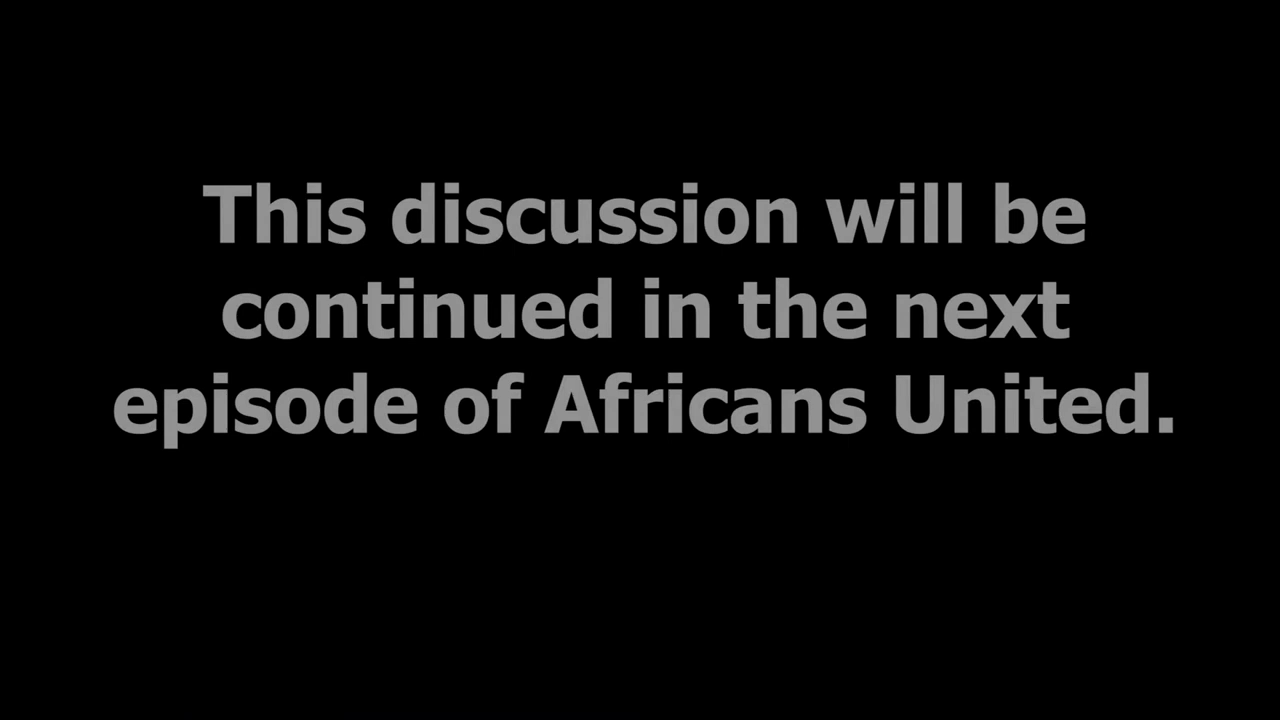 This discussion will be
continued in the next
episode of Africans United.